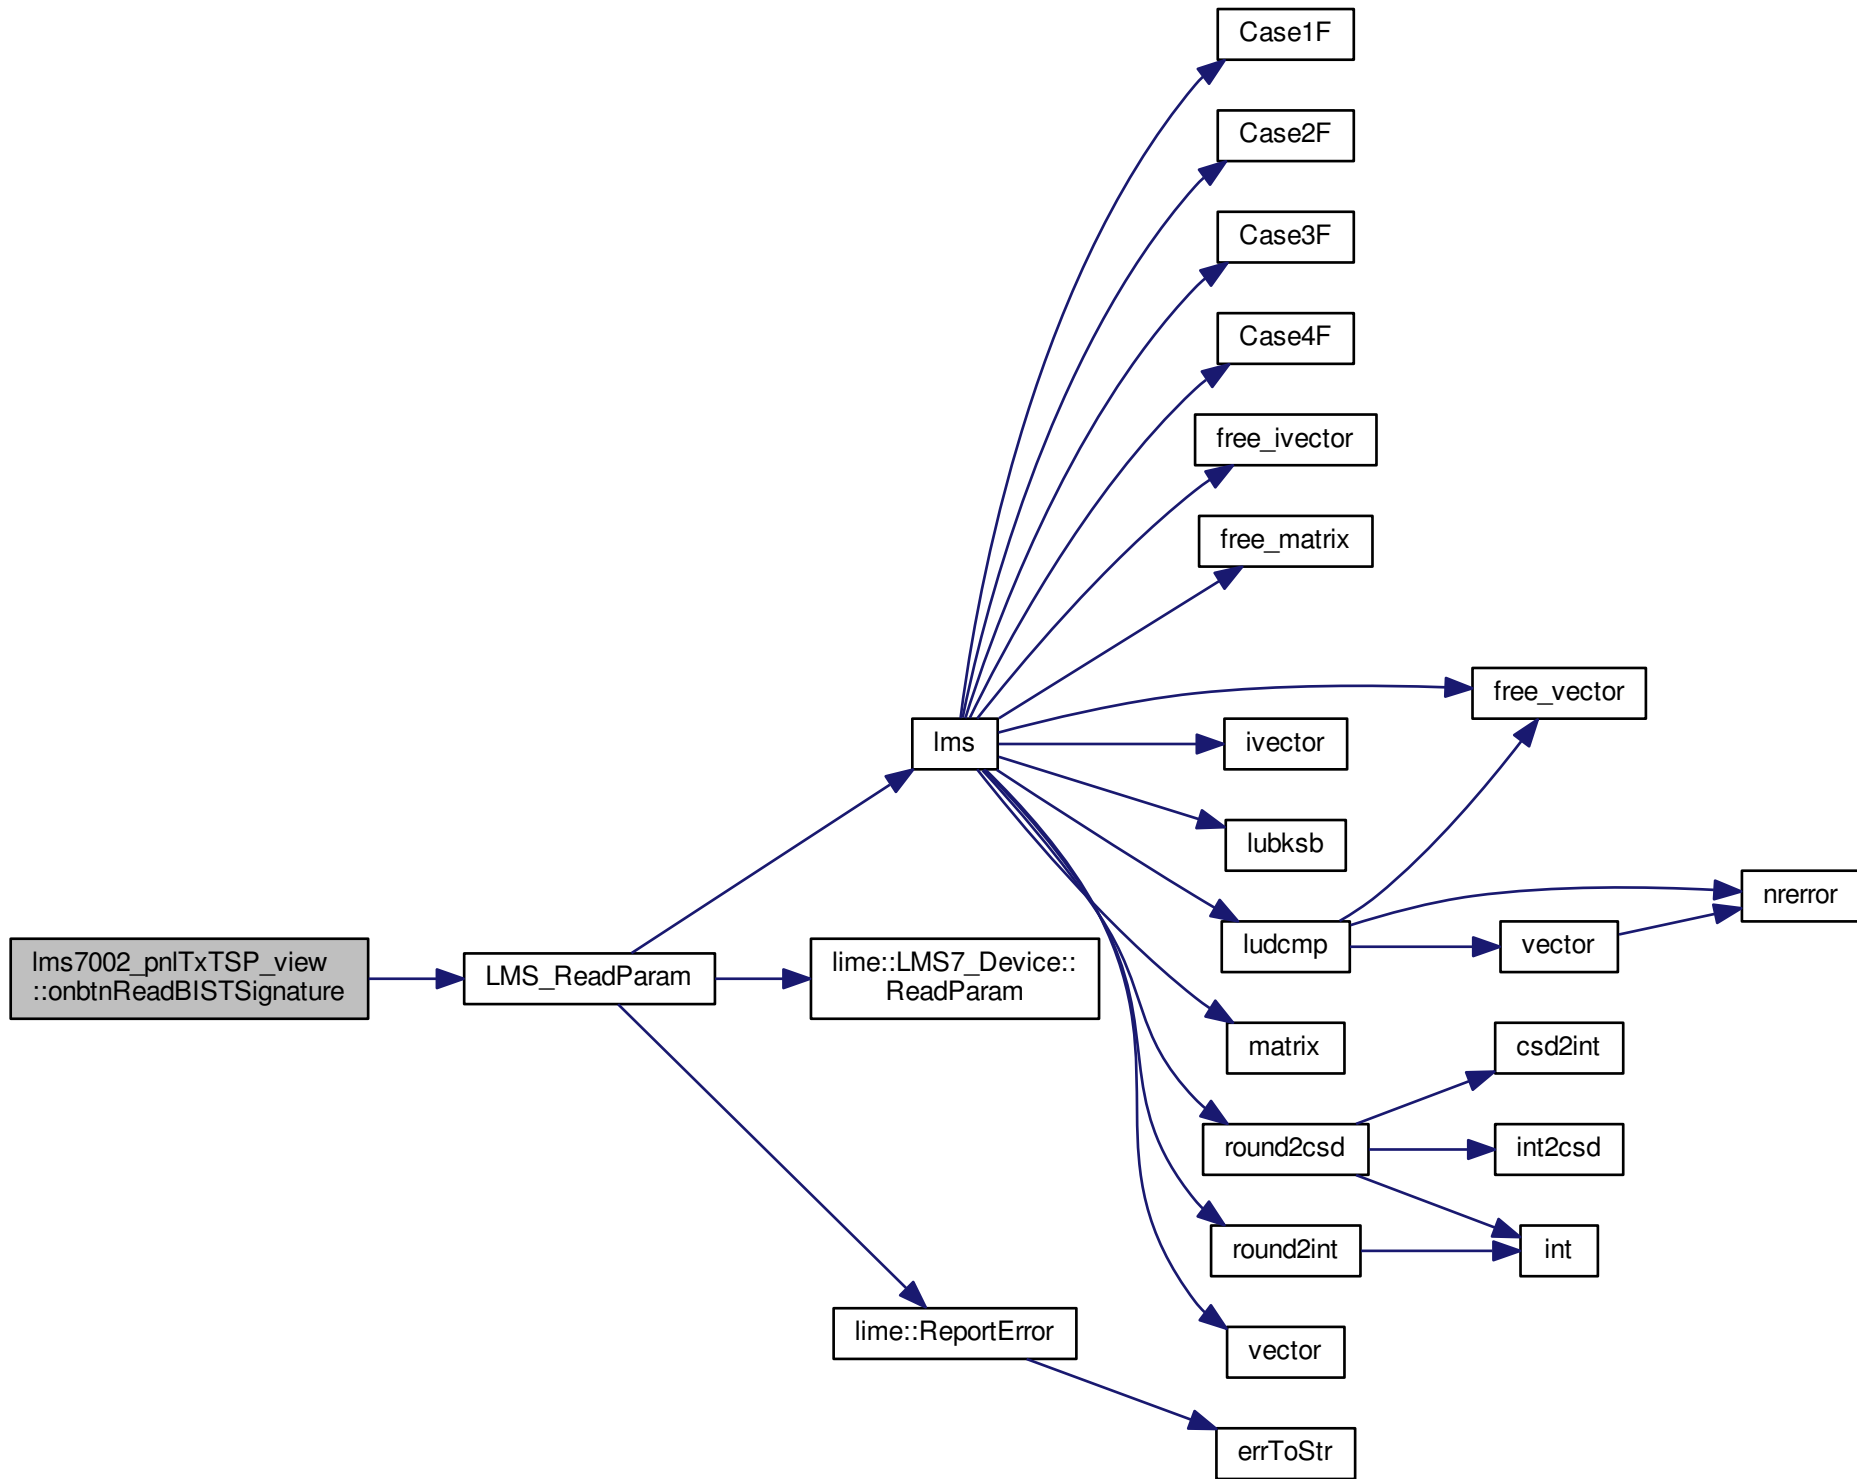 Case1F
Case2F
Case3F
Case4F
free_ivector
free_matrix
free_vector
lms
ivector
lubksb
nrerror
ludcmp
vector
lms7002_pnlTxTSP_view
::onbtnReadBISTSignature
LMS_ReadParam
lime::LMS7_Device::
ReadParam
matrix
csd2int
round2csd
int2csd
round2int
int
lime::ReportError
vector
errToStr